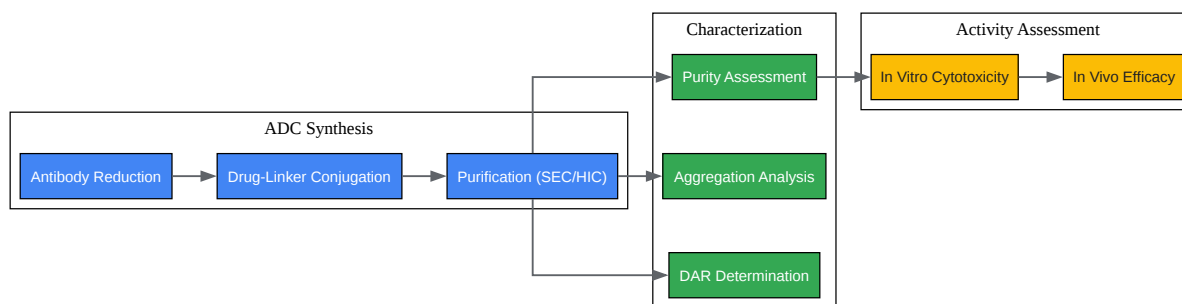 ADC Synthesis
Antibody Reduction
Drug-Linker Conjugation
Purification (SEC/HIC)
Characterization
Purity Assessment
Aggregation Analysis
DAR Determination
Activity Assessment
In Vitro Cytotoxicity
In Vivo Efficacy